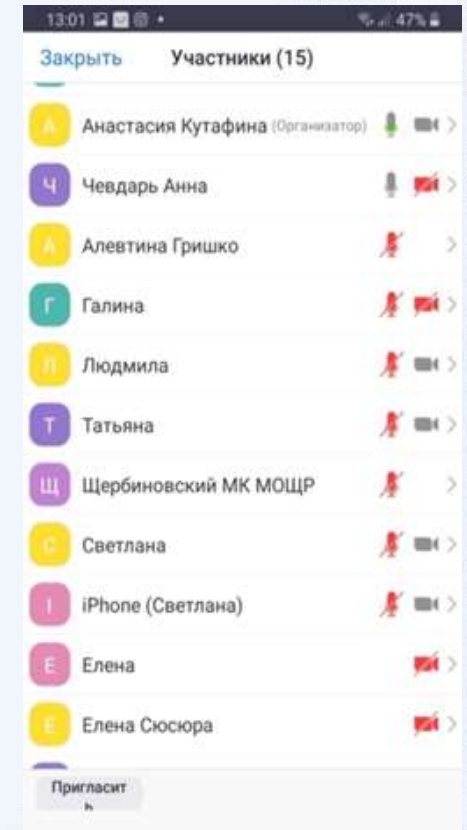 13:01 47%
Закрыть Участники (15)
А Анастасия Кутафина (Организатор)
Ч Чевдарь Анна
А Алевтина Гришко
Г Галина
Л Людмила
Т Татьяна
Щ Щербиновский МК МОЩР
С Светлана
I iPhone (Светлана)
Е Елена
Е Елена Сюсюра
Пригласит
ь